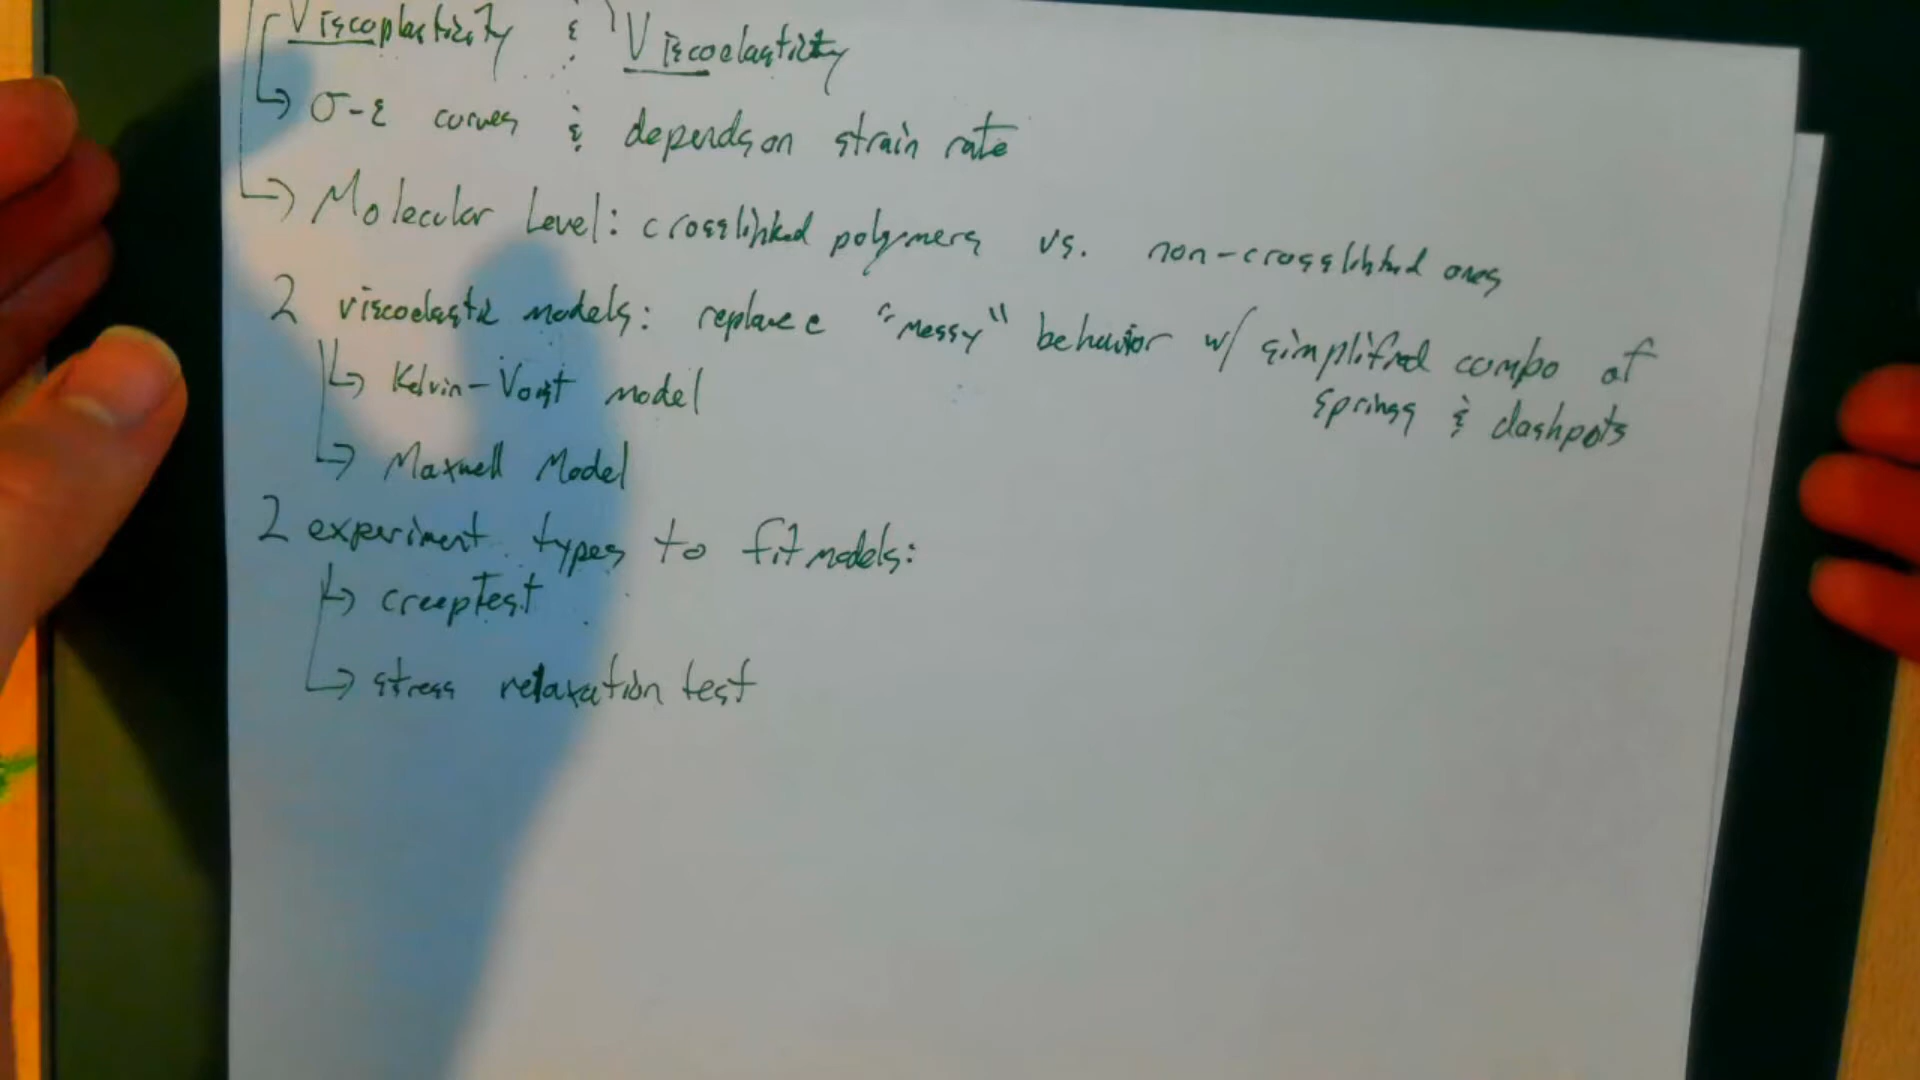 Viscoplasticity & Viscoelasticity
↳ σ-ε curves & depends on strain rate
↳ Molecular Level: crosslinked polymers vs. non-crosslinked ones
2 viscoelastic models: replace "messy" behavior w/ simplified combo of
springs & dashpots
↳ Kelvin-Voigt model
↳ Maxwell Model
2 experiment types to fit models:
↳ creep Test
↳ stress relaxation test